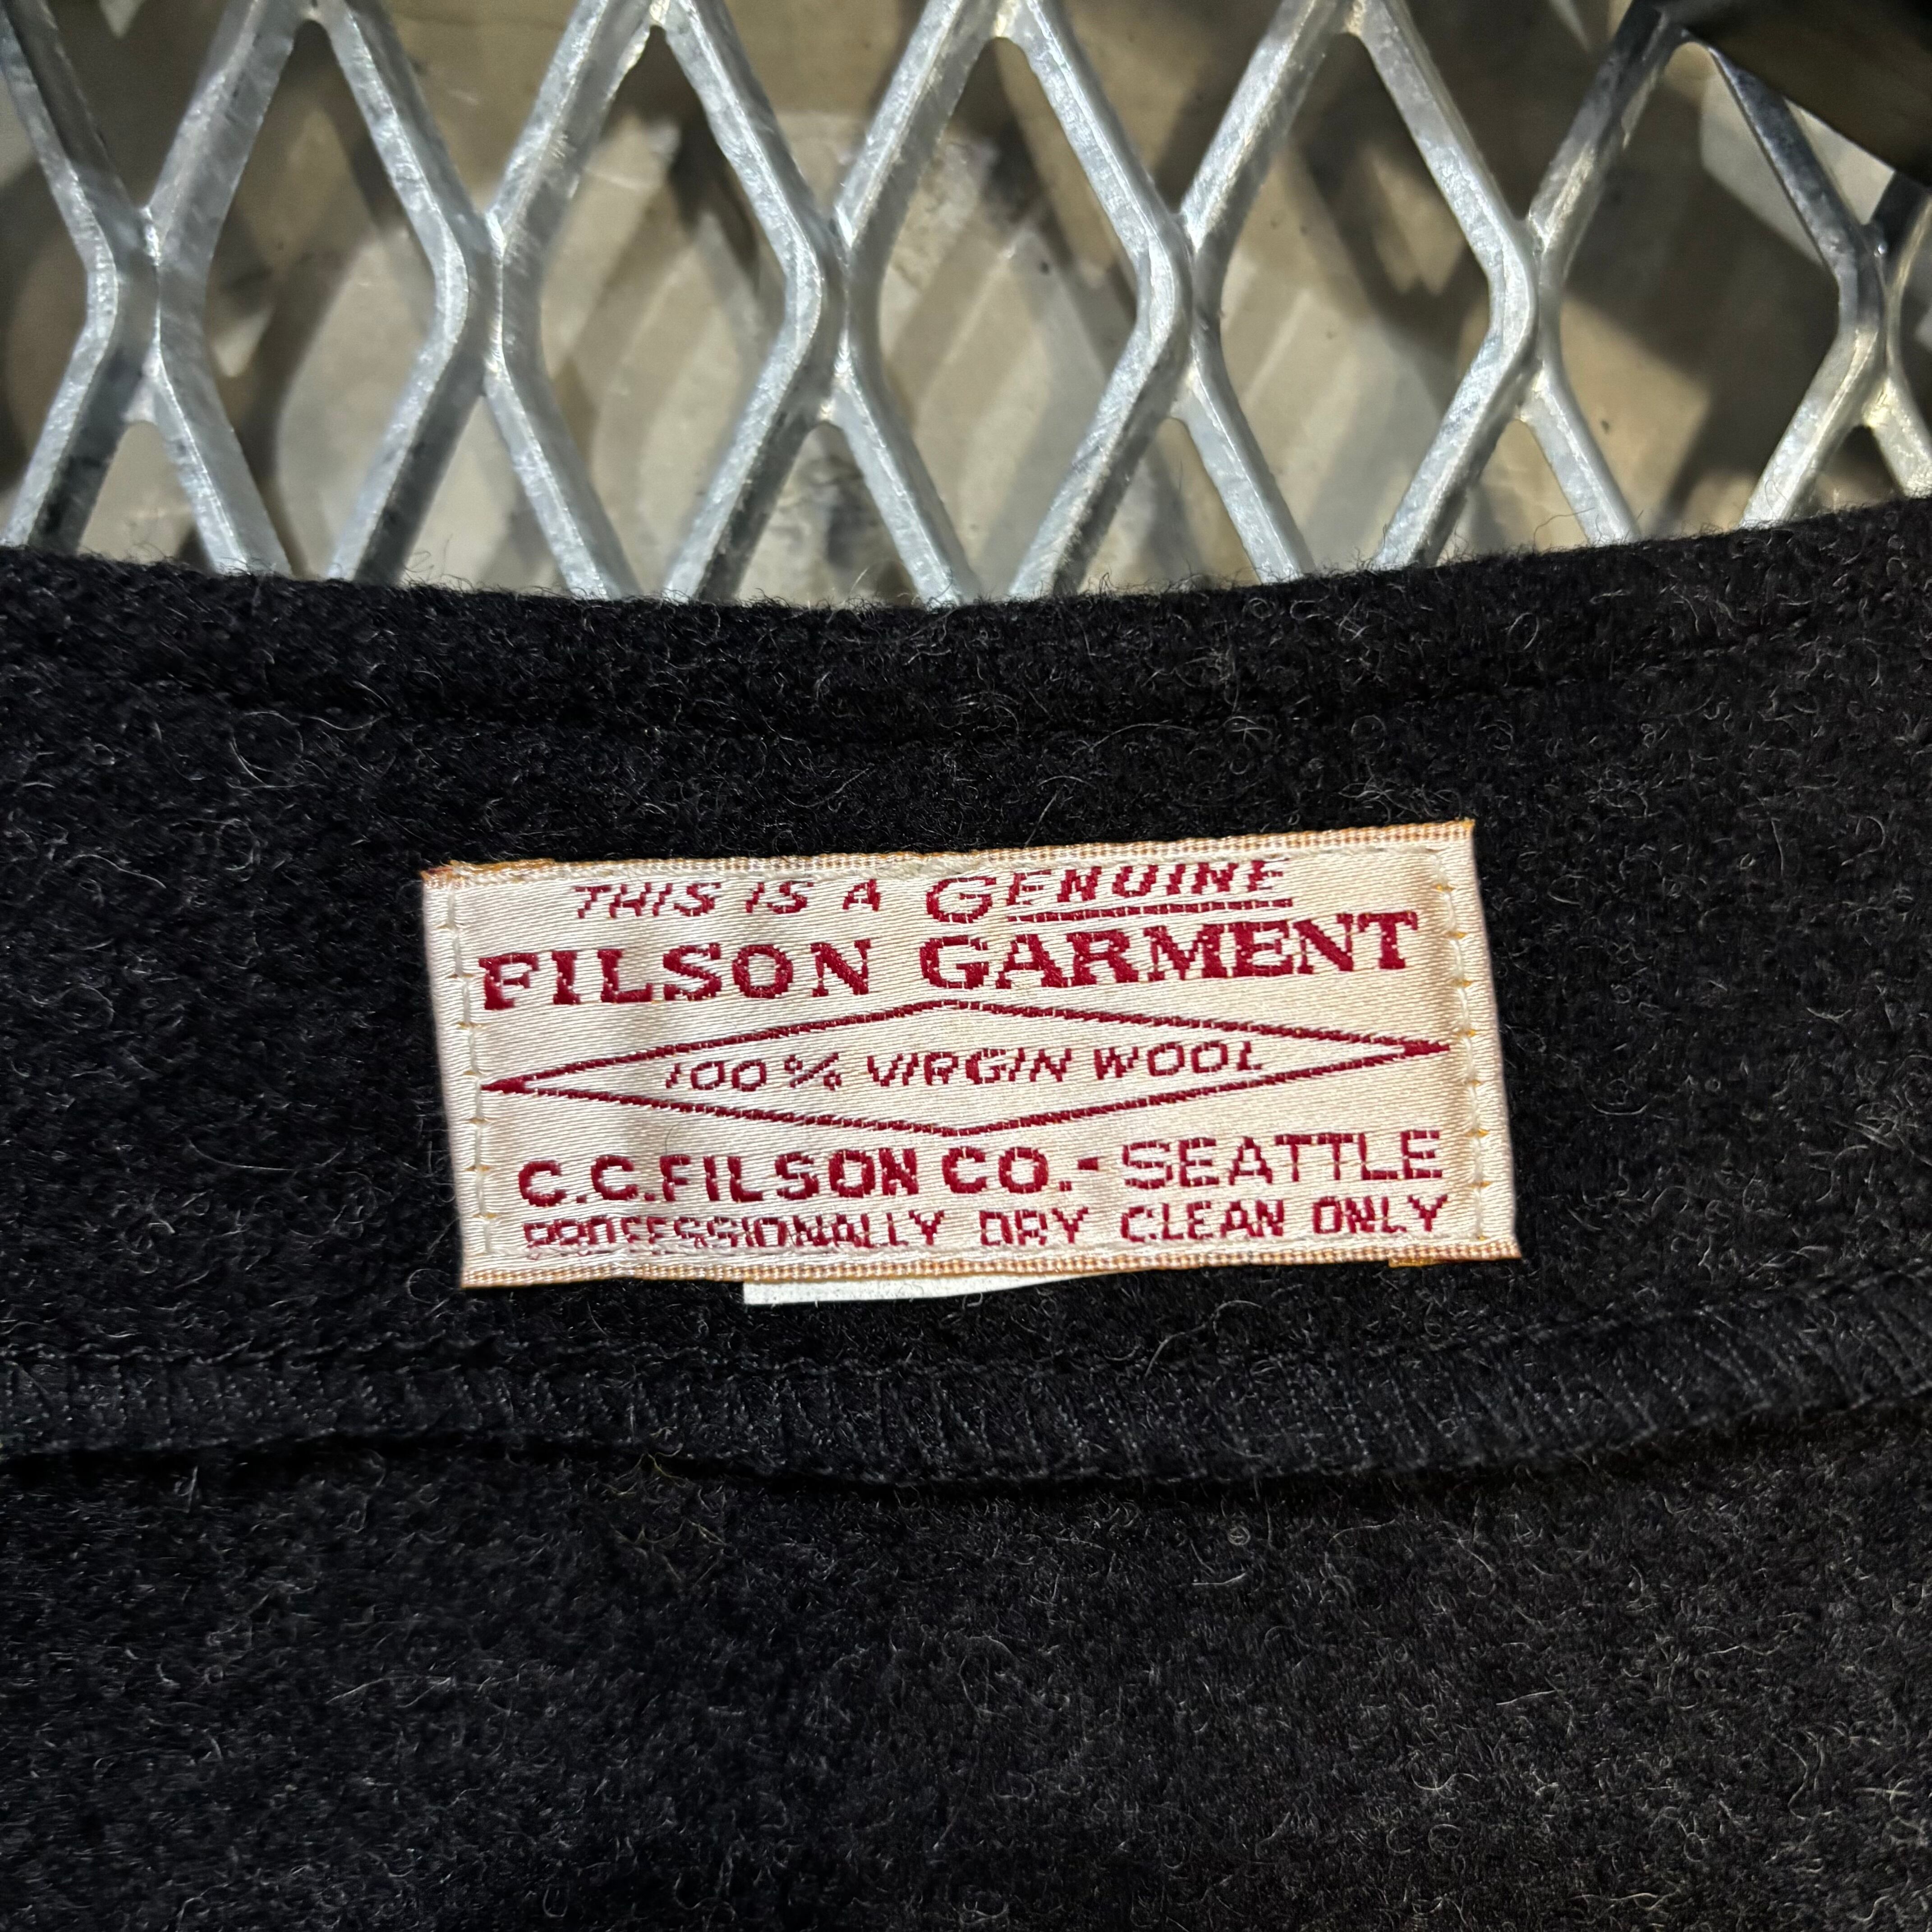 THIS IS A GENUINE
FILSON GARMENT
100% VIRGIN WOOL
C.C.FILSON CO.-SEATTLE
PROFESSIONALLY DRY CLEAN ONLY